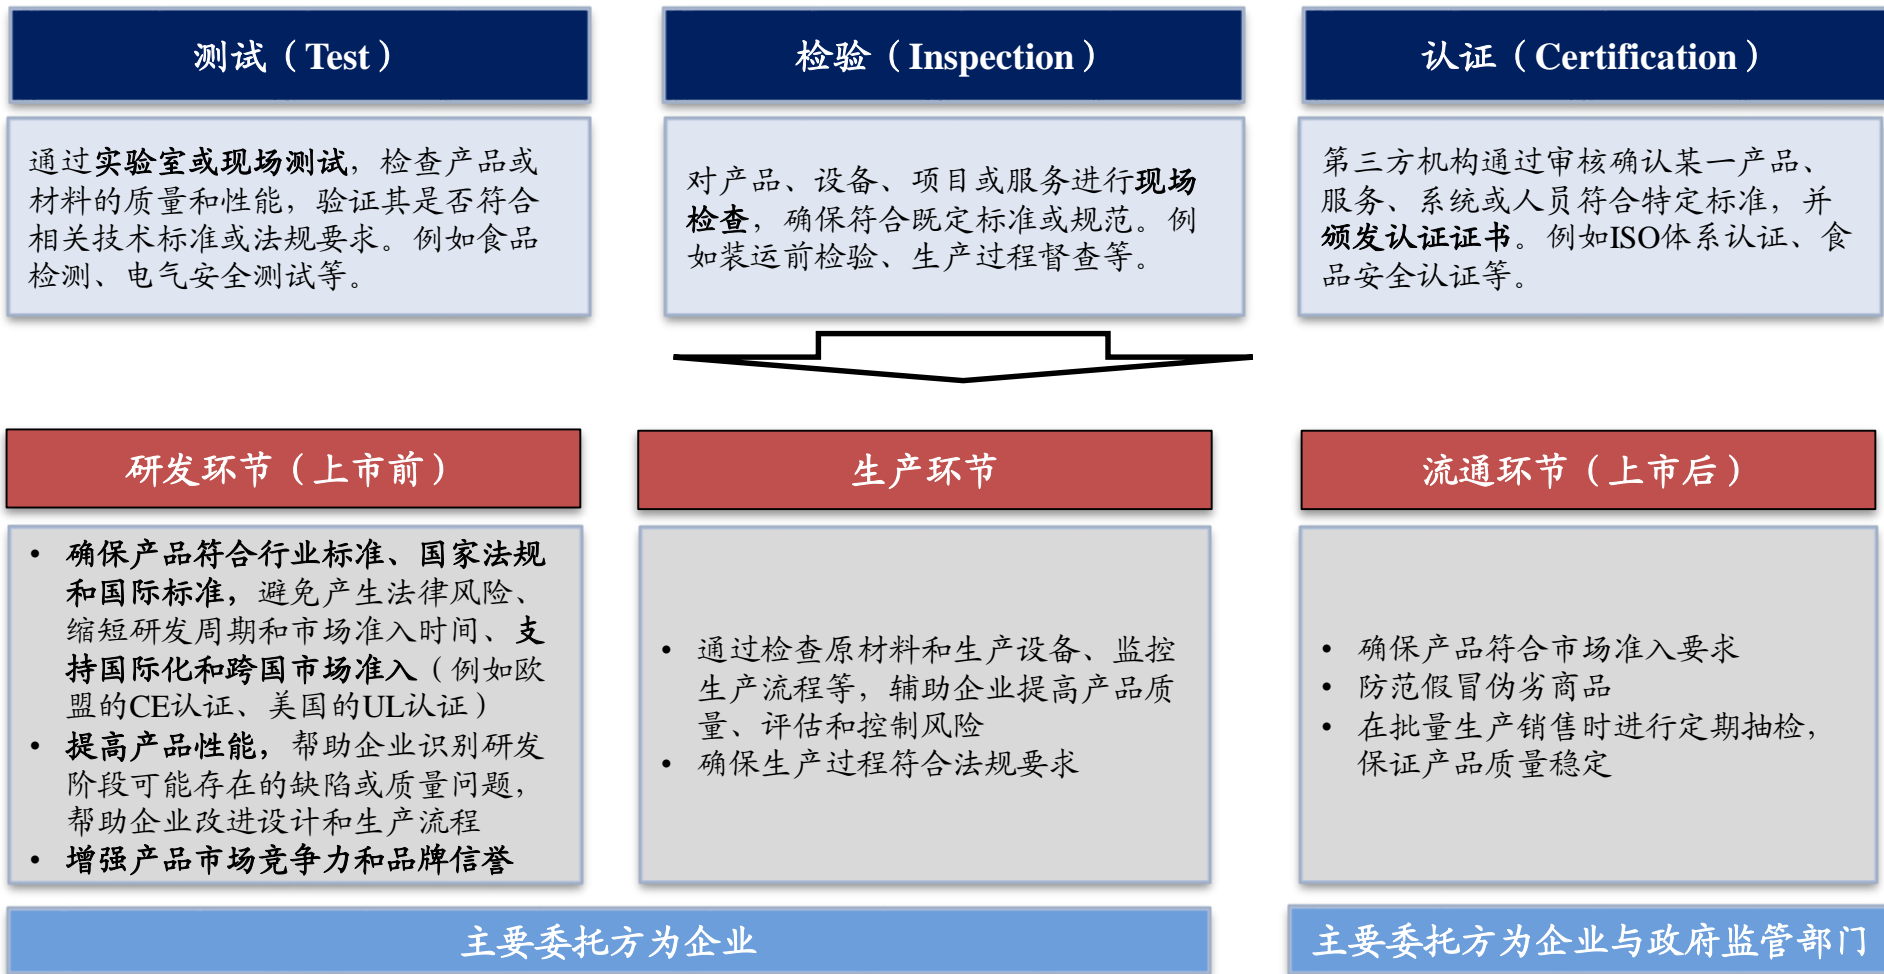 测试（Test）
通过实验室或现场测试，检查产品或
材料的质量和性能，验证其是否符合
相关技术标准或法规要求。例如食品
检测、电气安全测试等。
检验（Inspection）
对产品、设备、项目或服务进行现场
检查，确保符合既定标准或规范。例
如装运前检验、生产过程督查等。
认证（Certification）
第三方机构通过审核确认某一产品、
服务、系统或人员符合特定标准，并
颁发认证证书。例如ISO体系认证、食
品安全认证等。
研发环节（上市前）
• 确保产品符合行业标准、国家法规
和国际标准，避免产生法律风险、
缩短研发周期和市场准入时间、支
持国际化和跨国市场准入（例如欧
盟的CE认证、美国的UL认证）
• 提高产品性能，帮助企业识别研发
阶段可能存在的缺陷或质量问题，
帮助企业改进设计和生产流程
• 增强产品市场竞争力和品牌信誉
生产环节
• 通过检查原材料和生产设备、监控
生产流程等，辅助企业提高产品质
量、评估和控制风险
• 确保生产过程符合法规要求
流通环节（上市后）
• 确保产品符合市场准入要求
• 防范假冒伪劣商品
• 在批量生产销售时进行定期抽检，
保证产品质量稳定
主要委托方为企业
主要委托方为企业与政府监管部门